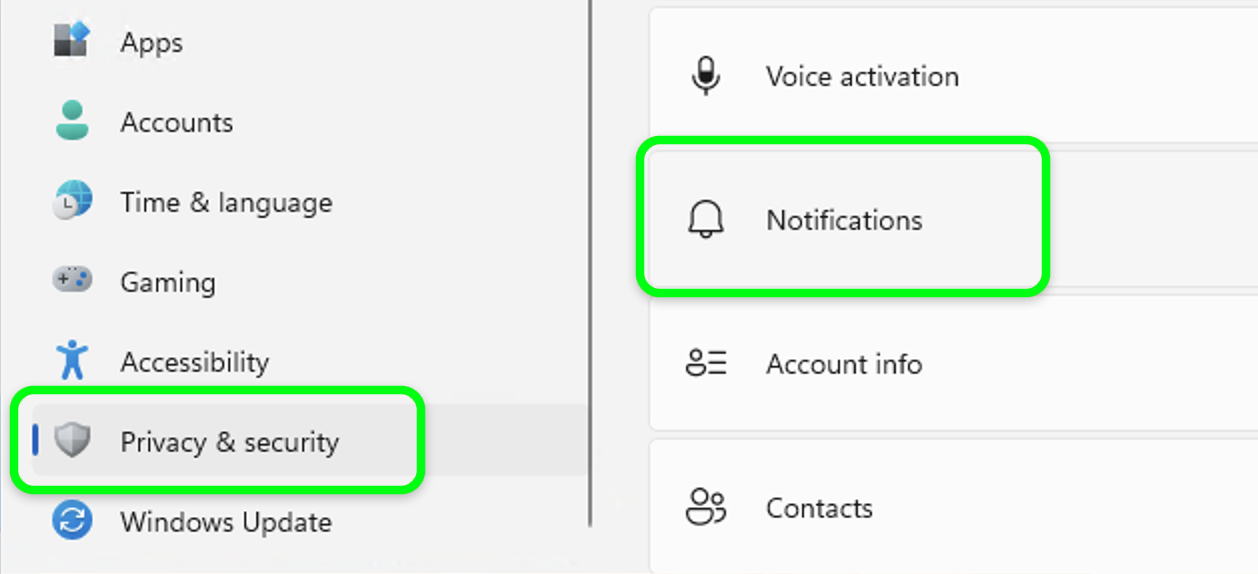 Apps
Accounts
Time & language
Gaming
Accessibility
Privacy & security
Windows Update
Voice activation
Notifications
Account info
Contacts